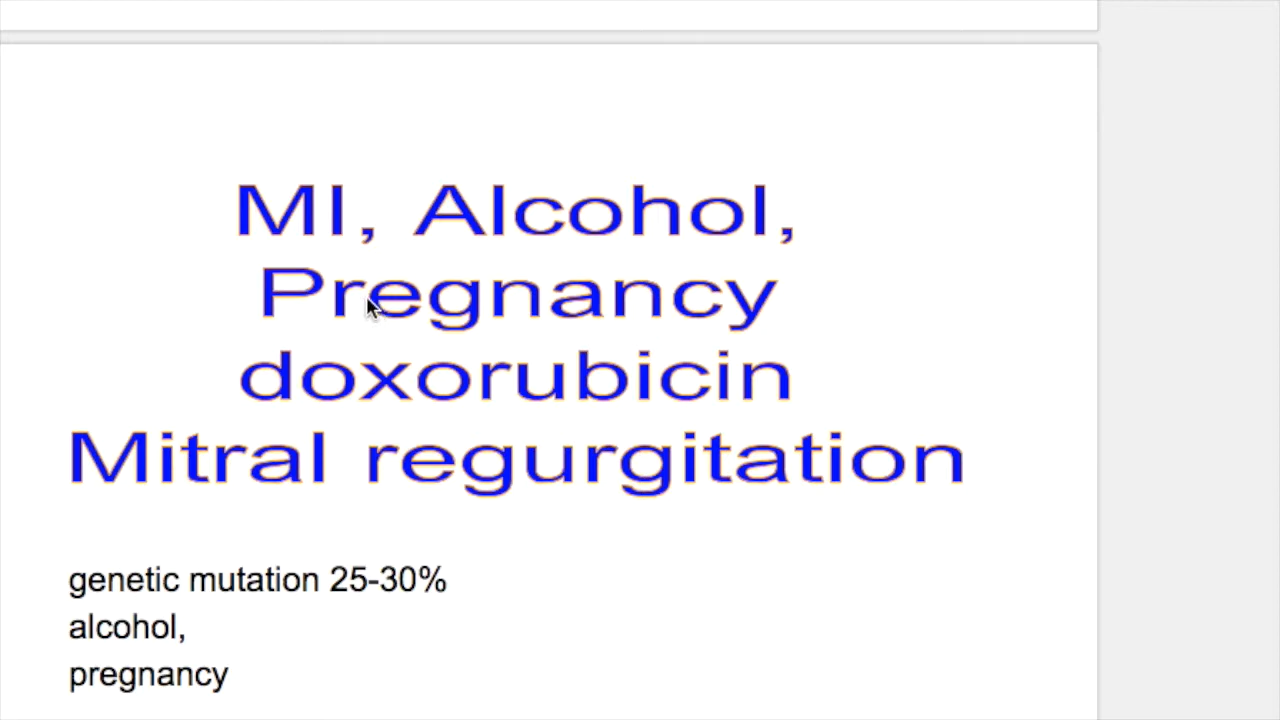 MI, Alcohol,
Pregnancy
doxorubicin
Mitral regurgitation
genetic mutation 25-30%
alcohol,
pregnancy